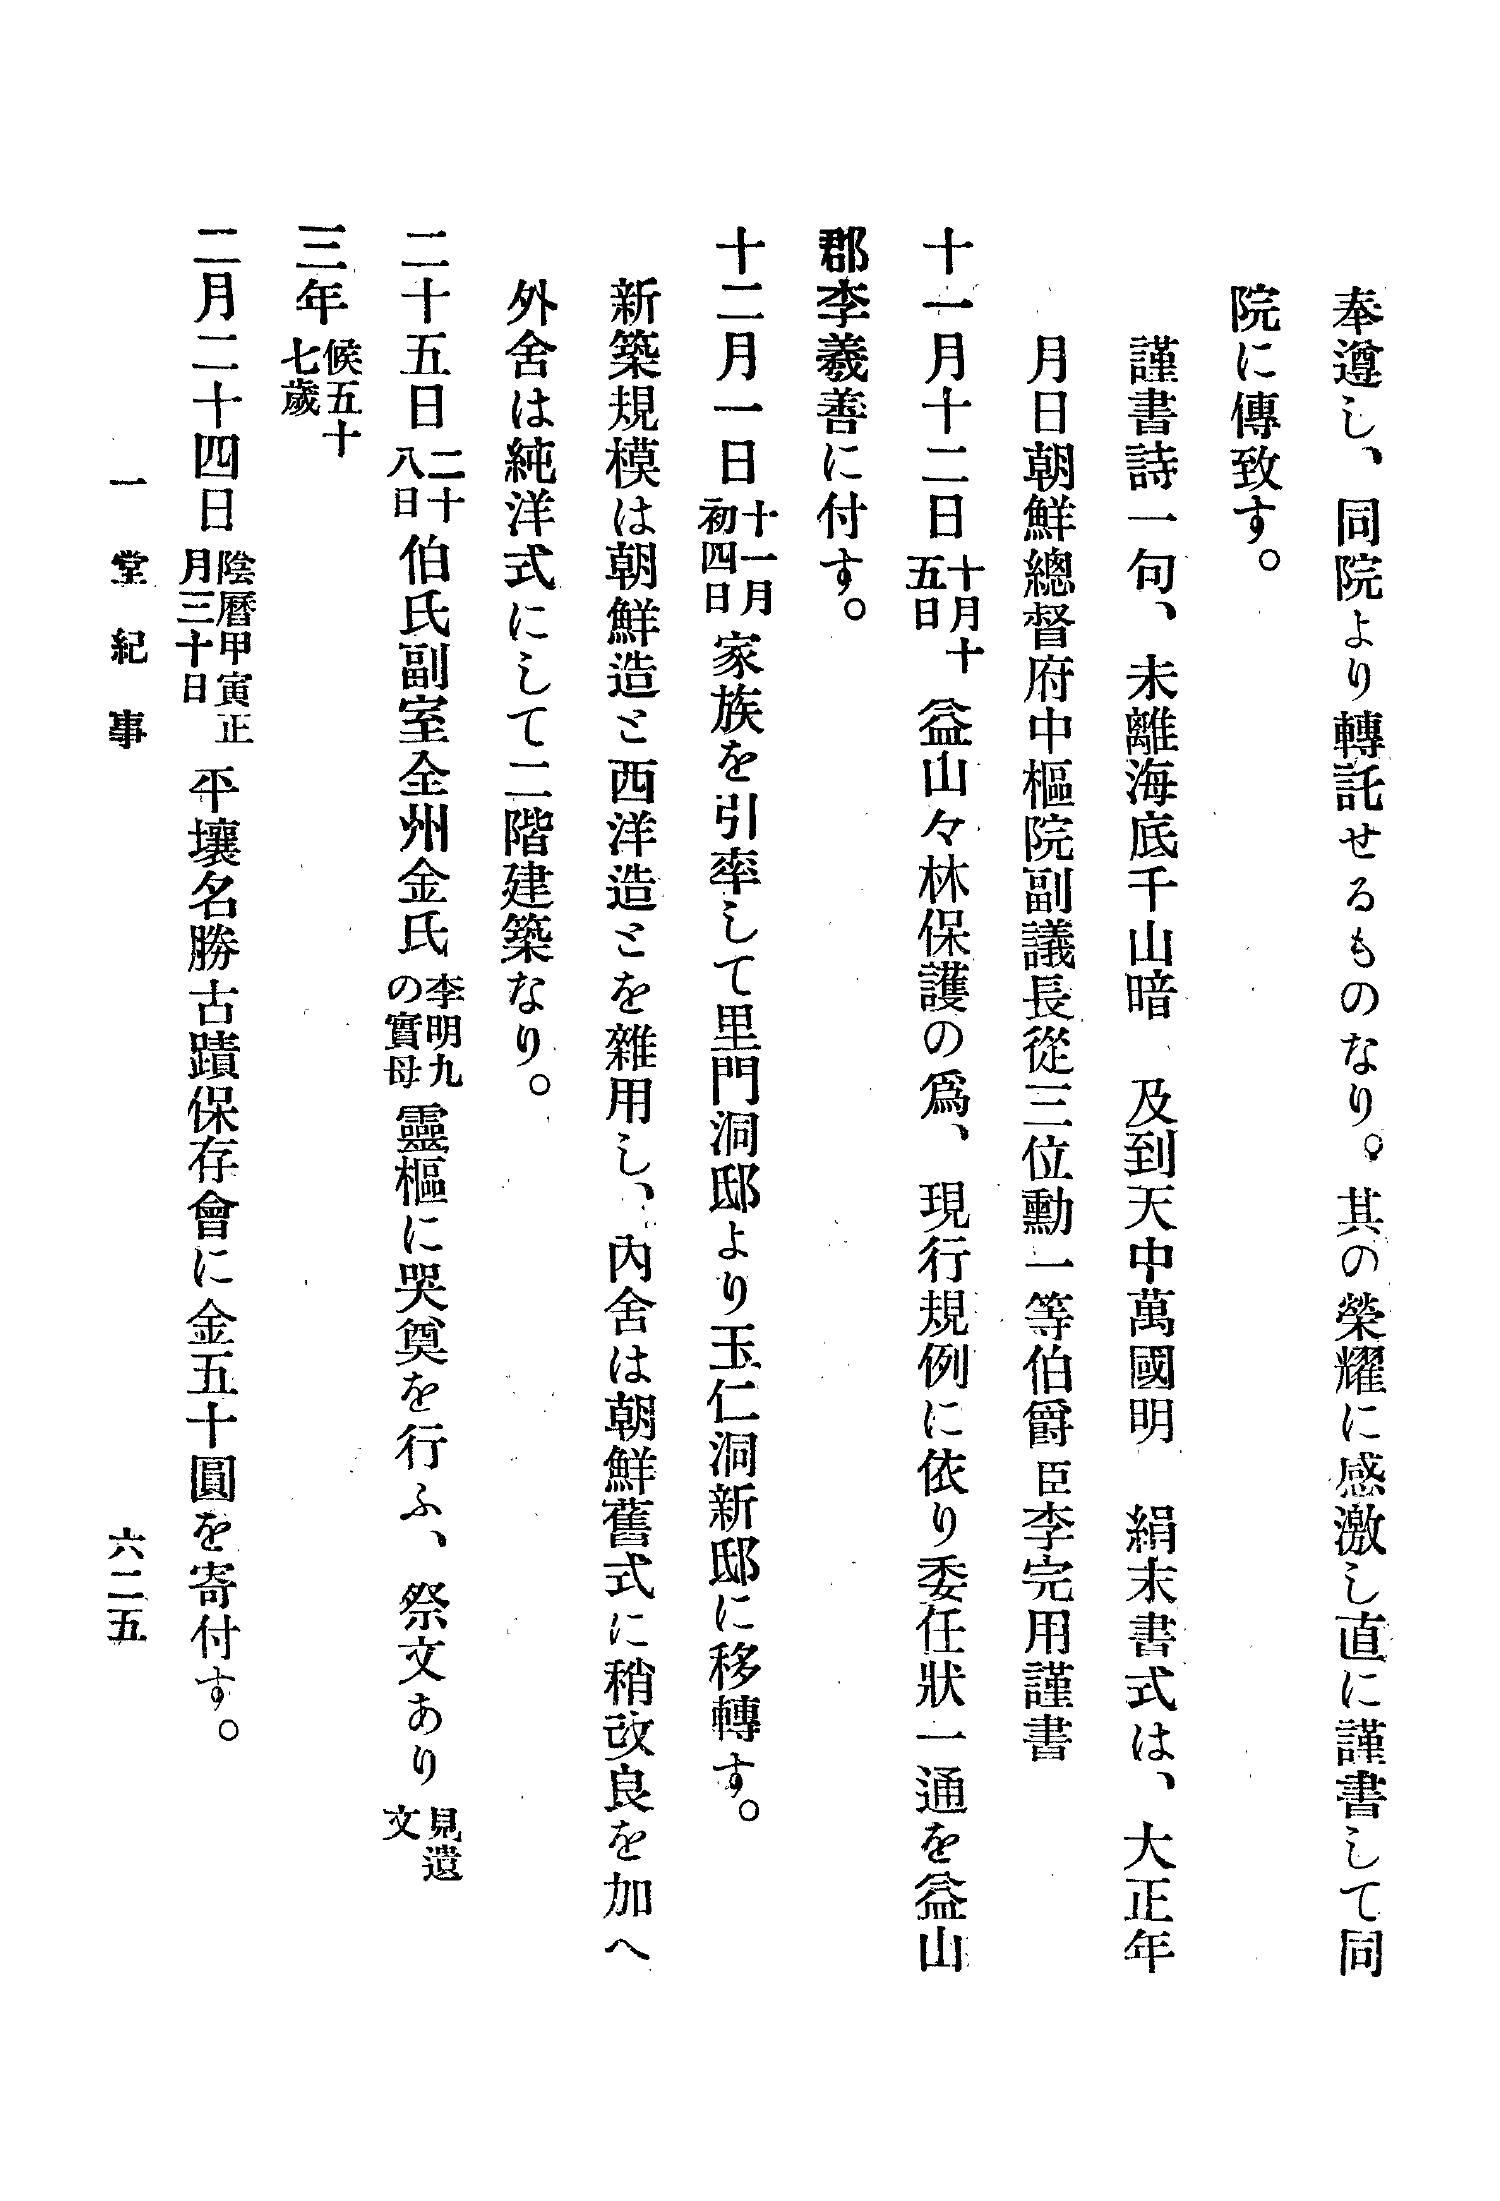 奉遵し、同院より轉託せるものなり。其の榮耀に感激し直に謹書して同
院に傳致す。
謹書詩一句、未離海底千山暗　及到天中萬國明　絹末書式は、大正年
月日朝鮮總督府中樞院副議長從三位勳一等伯爵臣李完用謹書
十一月十二日十月十五日益山々林保護の爲、現行規例に依り委任狀一通を益山
郡李羲善に付す。
十二月一日十一月初四日家族を引率して里門洞邸より玉仁洞新邸に移轉す。
新築規模は朝鮮造と西洋造とを雜用し、內舍は朝鮮舊式に稍改良を加へ
外舍は純洋式にして二階建築なり。
二十五日二十八日伯氏副室全州金氏李明九の實母靈樞に哭奠を行ふ、祭文あり見遺文
三年候五十七歲
二月二十四日陰曆甲寅正月三十日平壤名勝古蹟保存會に金五十圓を寄付す。
一堂紀事
六二五